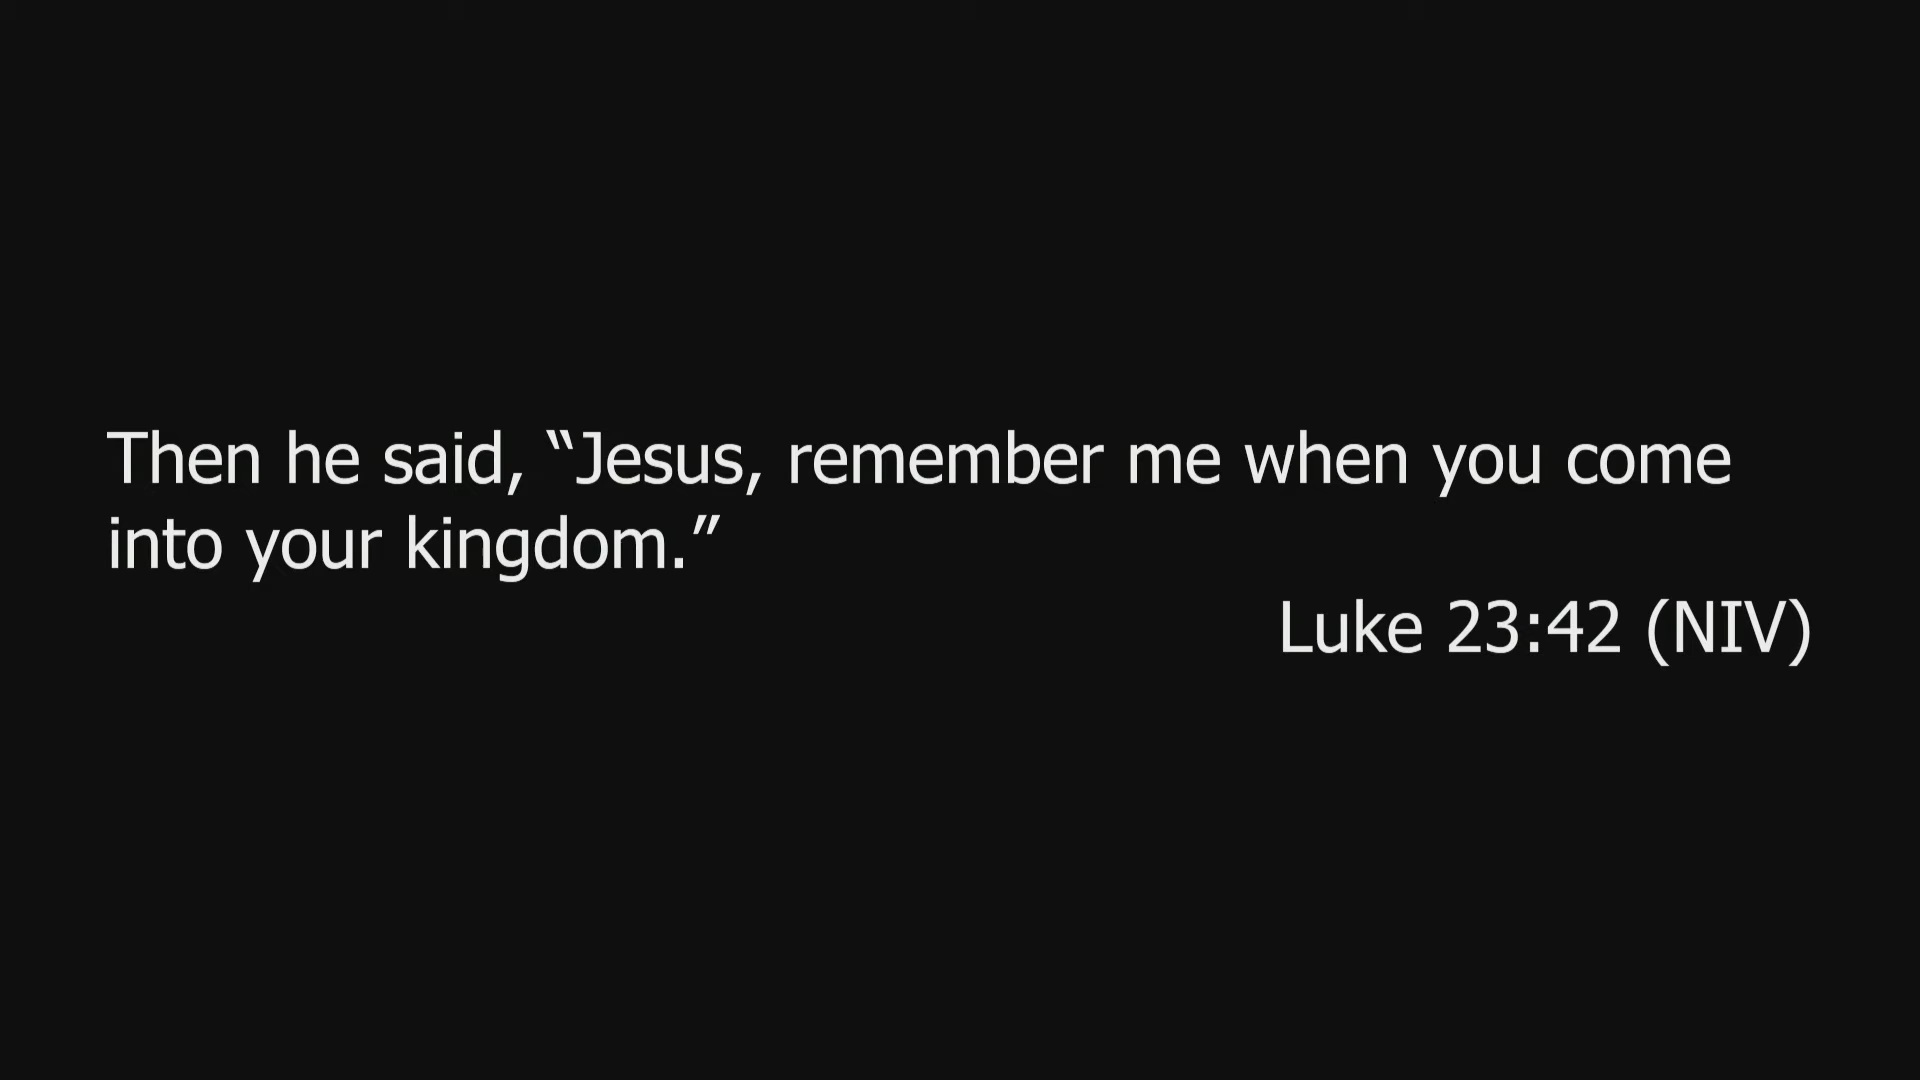 Then he said, “Jesus, remember me when you come
into your kingdom.”
Luke 23:42 (NIV)